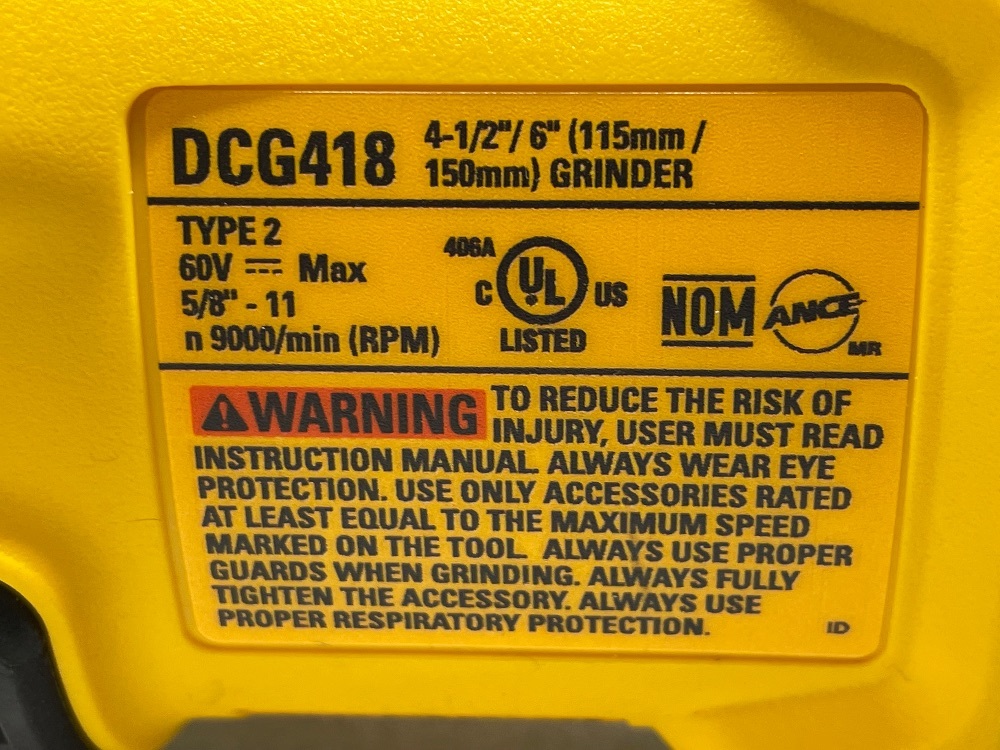 DCG418 4-1/2"/ 6" (115mm /
150mm) GRINDER
TYPE 2
60V ⎓ Max
5/8" - 11
n 9000/min (RPM)
406A
C UL US
LISTED
NOM ANCE
MR
⚠WARNING TO REDUCE THE RISK OF
INJURY, USER MUST READ
INSTRUCTION MANUAL. ALWAYS WEAR EYE
PROTECTION. USE ONLY ACCESSORIES RATED
AT LEAST EQUAL TO THE MAXIMUM SPEED
MARKED ON THE TOOL. ALWAYS USE PROPER
GUARDS WHEN GRINDING. ALWAYS FULLY
TIGHTEN THE ACCESSORY. ALWAYS USE
PROPER RESPIRATORY PROTECTION.
ID